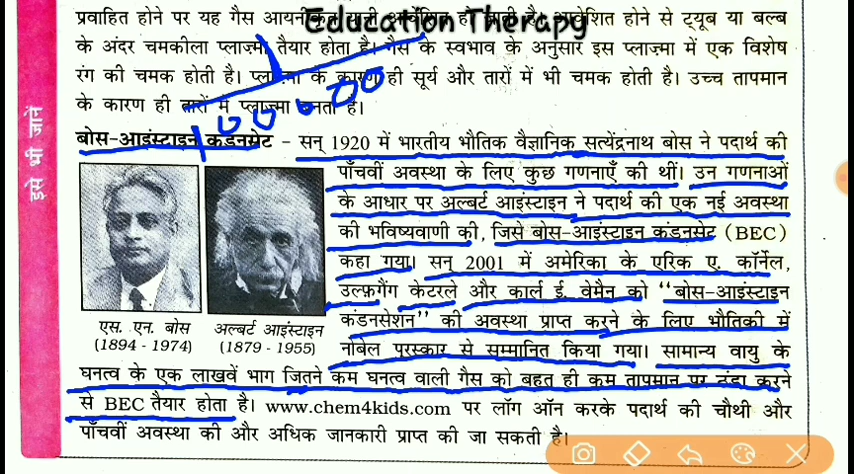 Education Therapy
प्रवाहित होने पर यह गैस आयनीकृत यानी आवेशित हो जाती है। आवेशित होने से ट्यूब या बल्ब
के अंदर चमकीला प्लाज़्मा तैयार होता है। गैस के स्वभाव के अनुसार इस प्लाज़्मा में एक विशेष
रंग की चमक होती है। प्लाज़्मा के कारण ही सूर्य और तारों में भी चमक होती है। उच्च तापमान
के कारण ही तारों में प्लाज़्मा बनता है।
इसे भी जानें
बोस-आइंस्टाइन कंडनसेट – सन् 1920 में भारतीय भौतिक वैज्ञानिक सत्येंद्रनाथ बोस ने पदार्थ की
पाँचवीं अवस्था के लिए कुछ गणनाएँ की थीं। उन गणनाओं
के आधार पर अल्बर्ट आइंस्टाइन ने पदार्थ की एक नई अवस्था
की भविष्यवाणी की, जिसे बोस-आइंस्टाइन कंडनसेट (BEC)
कहा गया। सन् 2001 में अमेरिका के एरिक ए. कॉर्नेल,
उल्फ़गैंग केटरले और कार्ल ई. वेमैन को “बोस-आइंस्टाइन
कंडनसेशन” की अवस्था प्राप्त करने के लिए भौतिकी में
नोबेल पुरस्कार से सम्मानित किया गया। सामान्य वायु के
एस. एन. बोस
(1894 - 1974)
अल्बर्ट आइंस्टाइन
(1879 - 1955)
घनत्व के एक लाखवें भाग जितने कम घनत्व वाली गैस को बहुत ही कम तापमान पर ठंडा करने
से BEC तैयार होता है। www.chem4kids.com पर लॉग ऑन करके पदार्थ की चौथी और
पाँचवीं अवस्था की और अधिक जानकारी प्राप्त की जा सकती है।